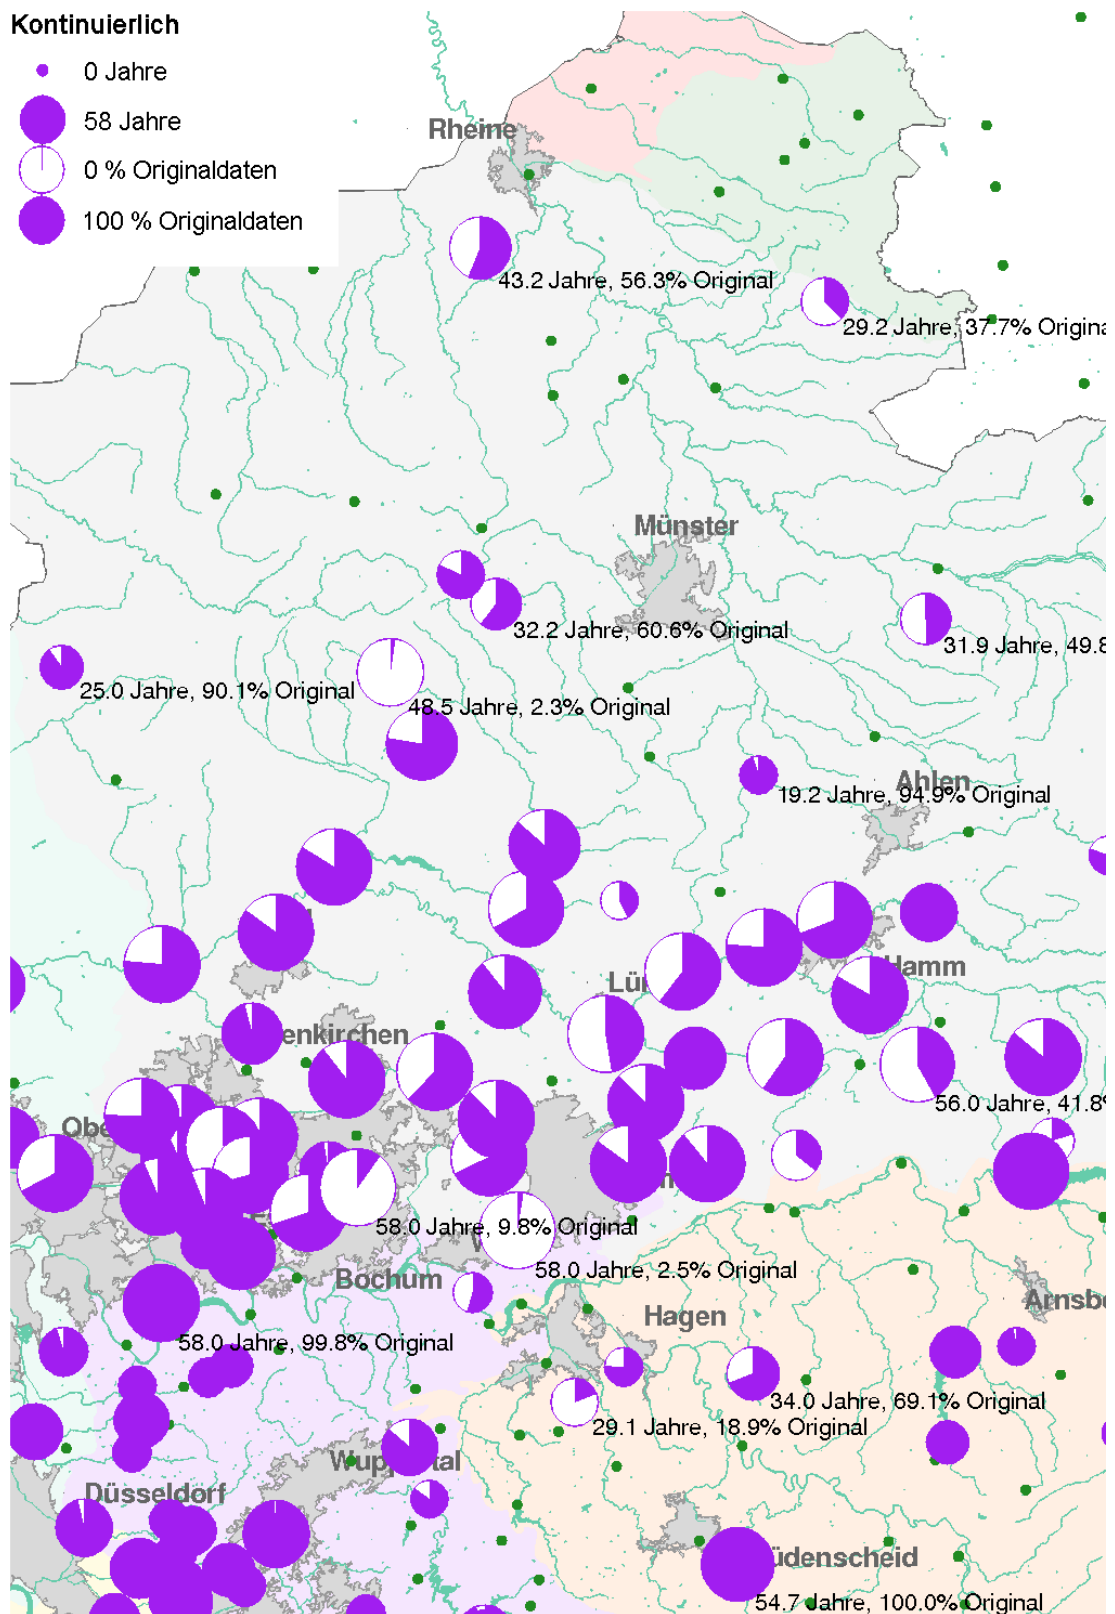 Kontinuierlich
0 Jahre
58 Jahre
0 % Originaldaten
100 % Originaldaten
Rheine
43.2 Jahre, 56.3% Original
29.2 Jahre, 37.7% Origina
Münster
32.2 Jahre, 60.6% Original
31.9 Jahre, 49.8
25.0 Jahre, 90.1% Original
48.5 Jahre, 2.3% Original
Ahlen
19.2 Jahre, 94.9% Original
Hamm
Lün
enkirchen
56.0 Jahre, 41.8%
Obe
58.0 Jahre, 9.8% Original
58.0 Jahre, 2.5% Original
Bochum
Arnsbe
Hagen
58.0 Jahre, 99.8% Original
34.0 Jahre, 69.1% Original
29.1 Jahre, 18.9% Original
Wuppertal
Düsseldorf
üdenscheid
54.7 Jahre, 100.0% Original